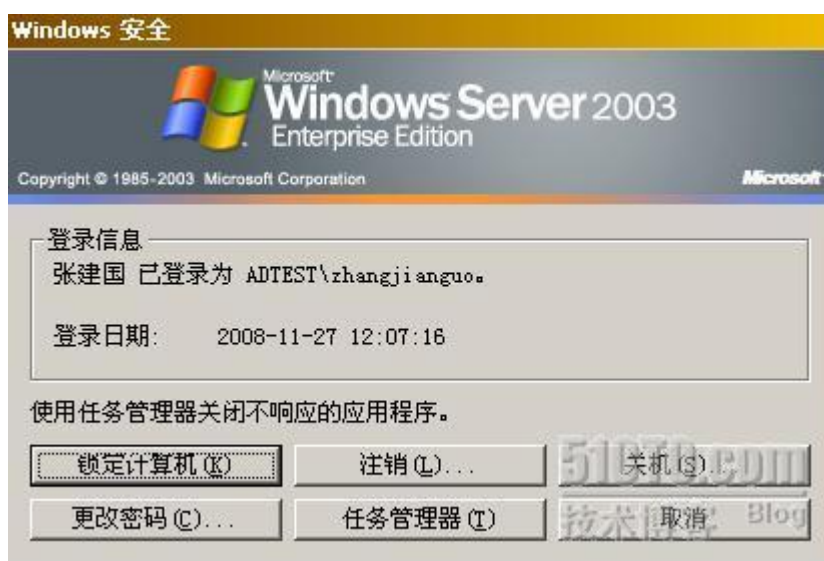 Windows 安全
Microsoft
Windows Server 2003
Enterprise Edition
Copyright © 1985-2003 Microsoft Corporation Microsoft
登录信息
张建国 已登录为 ADTEST\zhangjianguo。
登录日期: 2008-11-27 12:07:16
使用任务管理器关闭不响应的应用程序。
锁定计算机(K) 注销(L)... 关机(S)...
51CTO.com
更改密码(C)... 任务管理器(T) 取消
技术博客 Blog